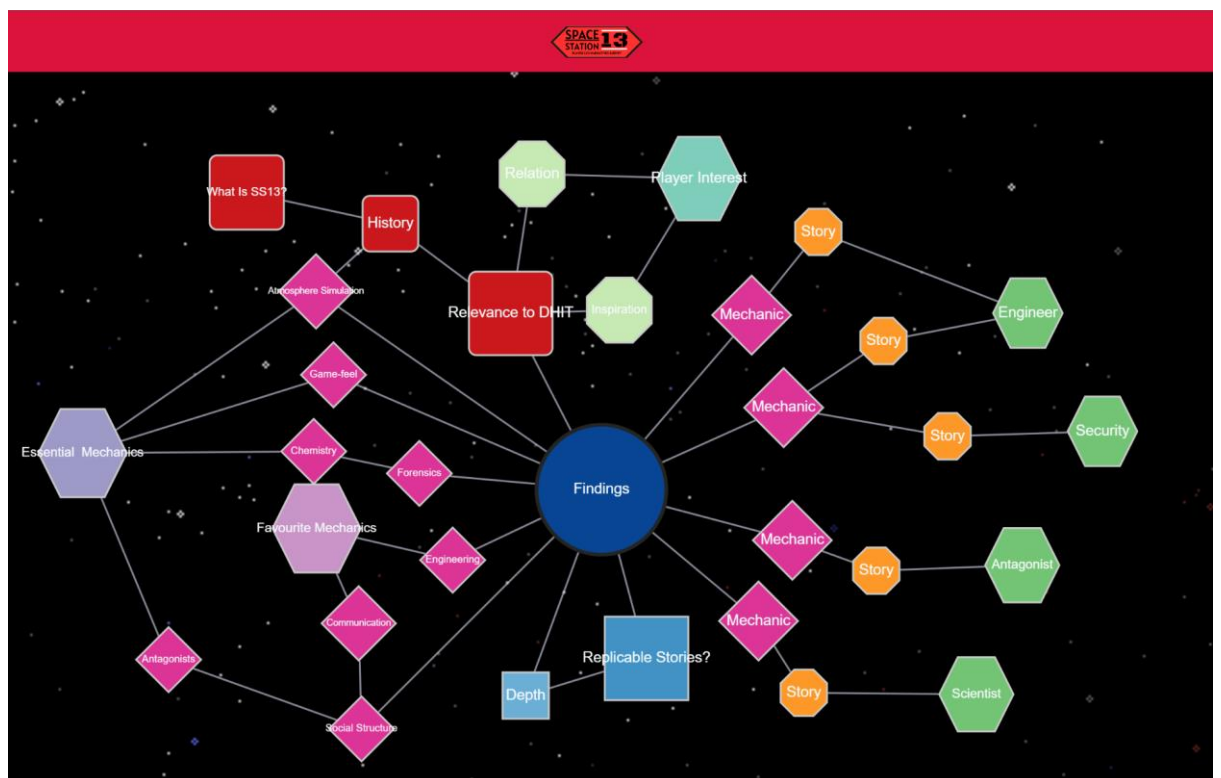 SPACE
STATION 13
Relation
Player Interest
What Is SS13?
History
Story
Atmosphere Simulation
Relevance to DHIT
Inspiration
Mechanic
Engineer
Story
Game-feel
Mechanic
Story
Security
Essential Mechanics
Chemistry
Forensics
Findings
Favourite Mechanics
Engineering
Mechanic
Story
Antagonist
Communication
Mechanic
Antagonists
Replicable Stories?
Depth
Story
Scientist
Social Structure